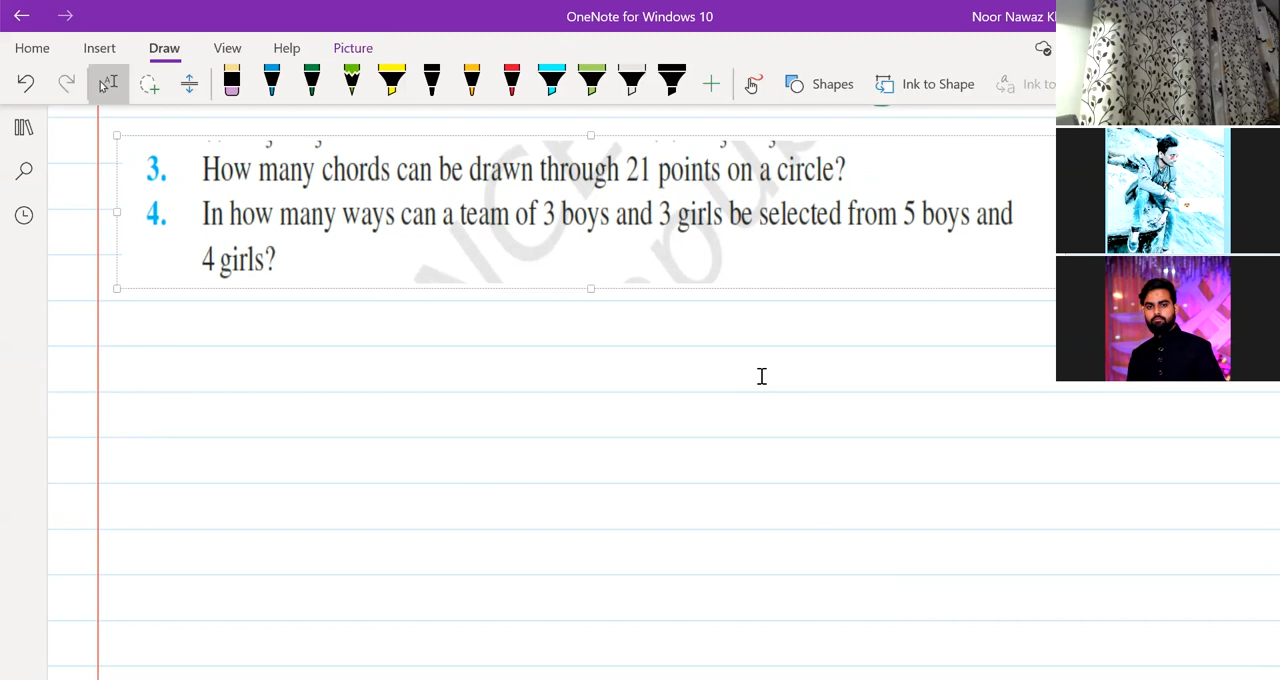 OneNote for Windows 10
Noor Nawaz K
Home Insert Draw View Help Picture
Shapes Ink to Shape Ink to
3. How many chords can be drawn through 21 points on a circle?
4. In how many ways can a team of 3 boys and 3 girls be selected from 5 boys and
4 girls?